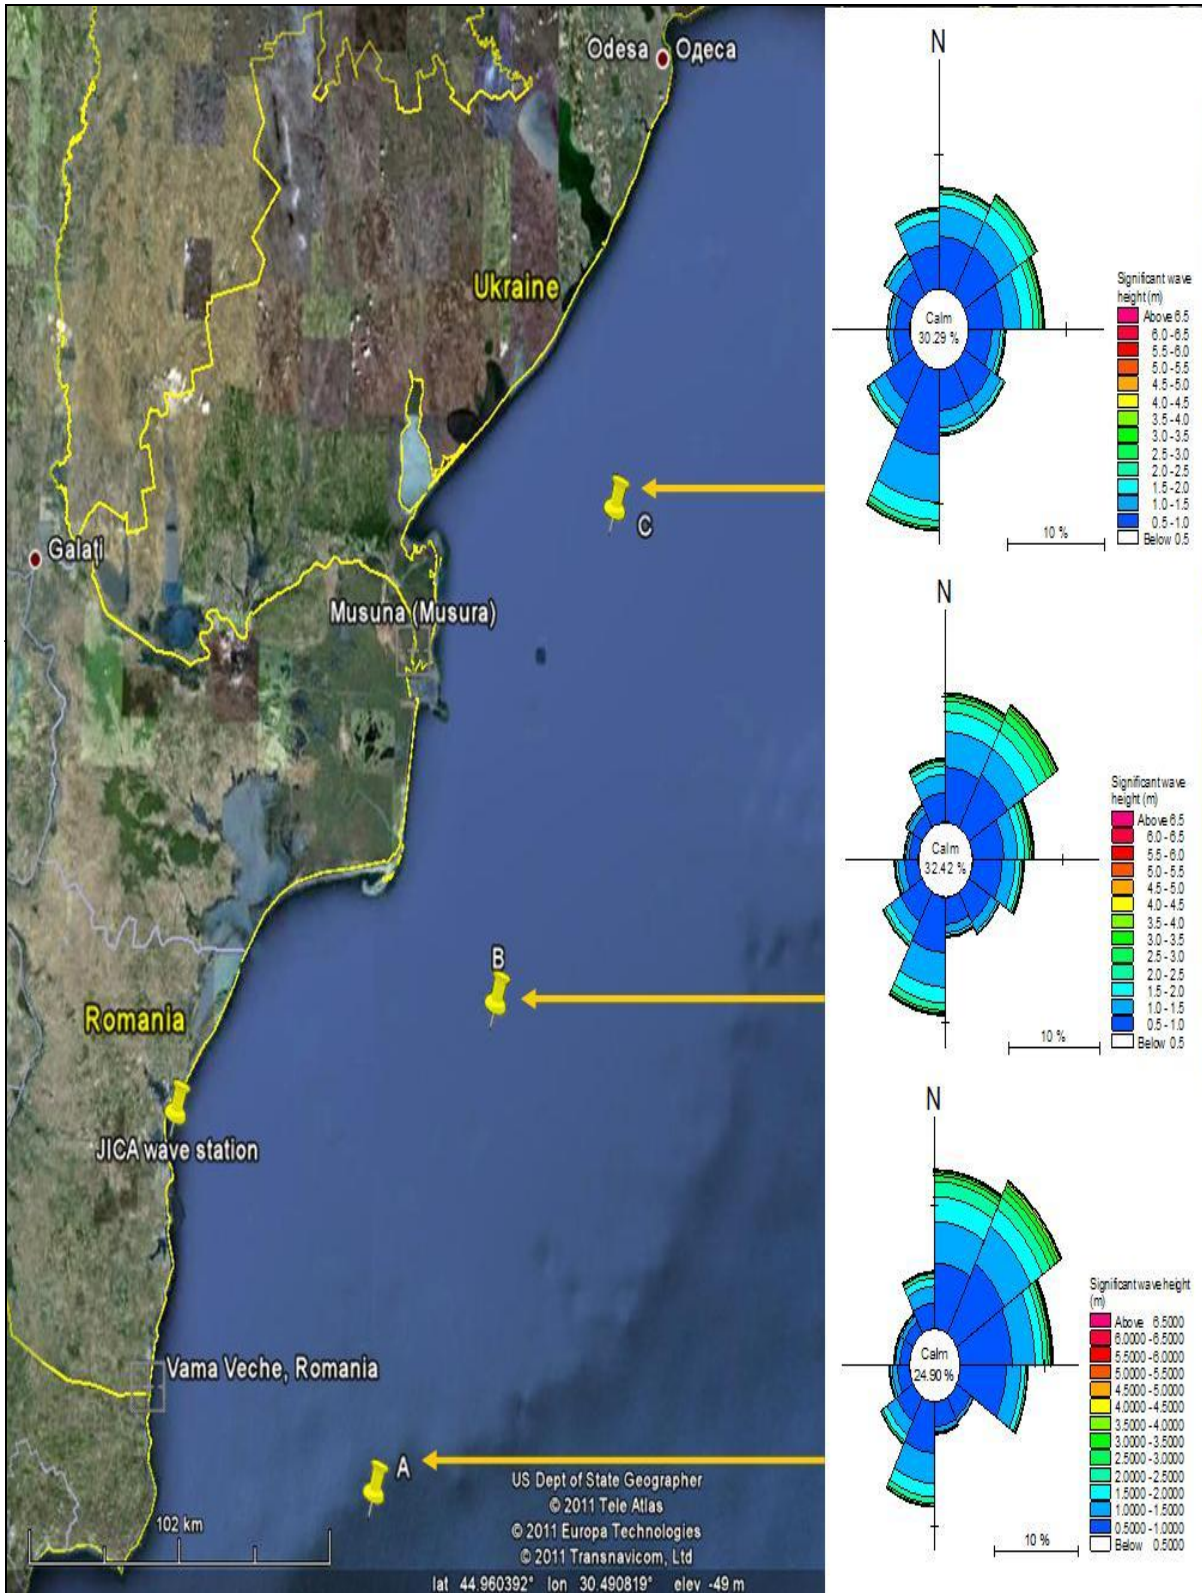 Odesa Одеса
Ukraine
C
Galați
Musuna (Musura)
B
Romania
JICA wave station
Vama Veche, Romania
A
102 km
US Dept of State Geographer
© 2011 Tele Atlas
© 2011 Europa Technologies
© 2011 Transnavicom, Ltd
lat 44.960392° lon 30.490819° elev -49 m
N
Calm
30.29 %
10 %
Significant wave
height (m)
Above 6.5
6.0 - 6.5
5.5 - 6.0
5.0 - 5.5
4.5 - 5.0
4.0 - 4.5
3.5 - 4.0
3.0 - 3.5
2.5 - 3.0
2.0 - 2.5
1.5 - 2.0
1.0 - 1.5
0.5 - 1.0
Below 0.5
N
Calm
32.42 %
10 %
Significant wave
height (m)
Above 6.5
6.0 - 6.5
5.5 - 6.0
5.0 - 5.5
4.5 - 5.0
4.0 - 4.5
3.5 - 4.0
3.0 - 3.5
2.5 - 3.0
2.0 - 2.5
1.5 - 2.0
1.0 - 1.5
0.5 - 1.0
Below 0.5
N
Calm
24.90 %
10 %
Significant wave height
(m)
Above 6.5000
6.0000 - 6.5000
5.5000 - 6.0000
5.0000 - 5.5000
4.5000 - 5.0000
4.0000 - 4.5000
3.5000 - 4.0000
3.0000 - 3.5000
2.5000 - 3.0000
2.0000 - 2.5000
1.5000 - 2.0000
1.0000 - 1.5000
0.5000 - 1.0000
Below 0.5000